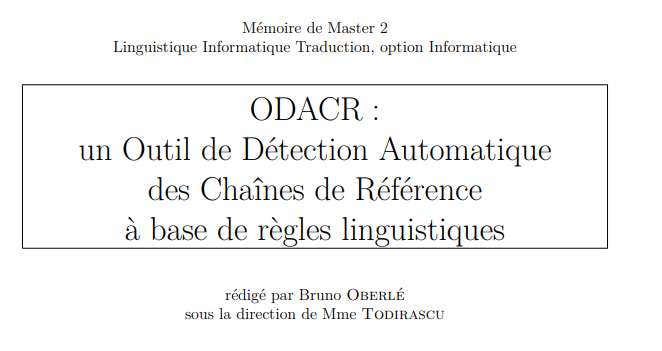 Mémoire de Master 2
Linguistique Informatique Traduction, option Informatique
ODACR :
un Outil de Détection Automatique
des Chaînes de Référence
à base de règles linguistiques
rédigé par Bruno OBERLÉ
sous la direction de Mme TODIRASCU